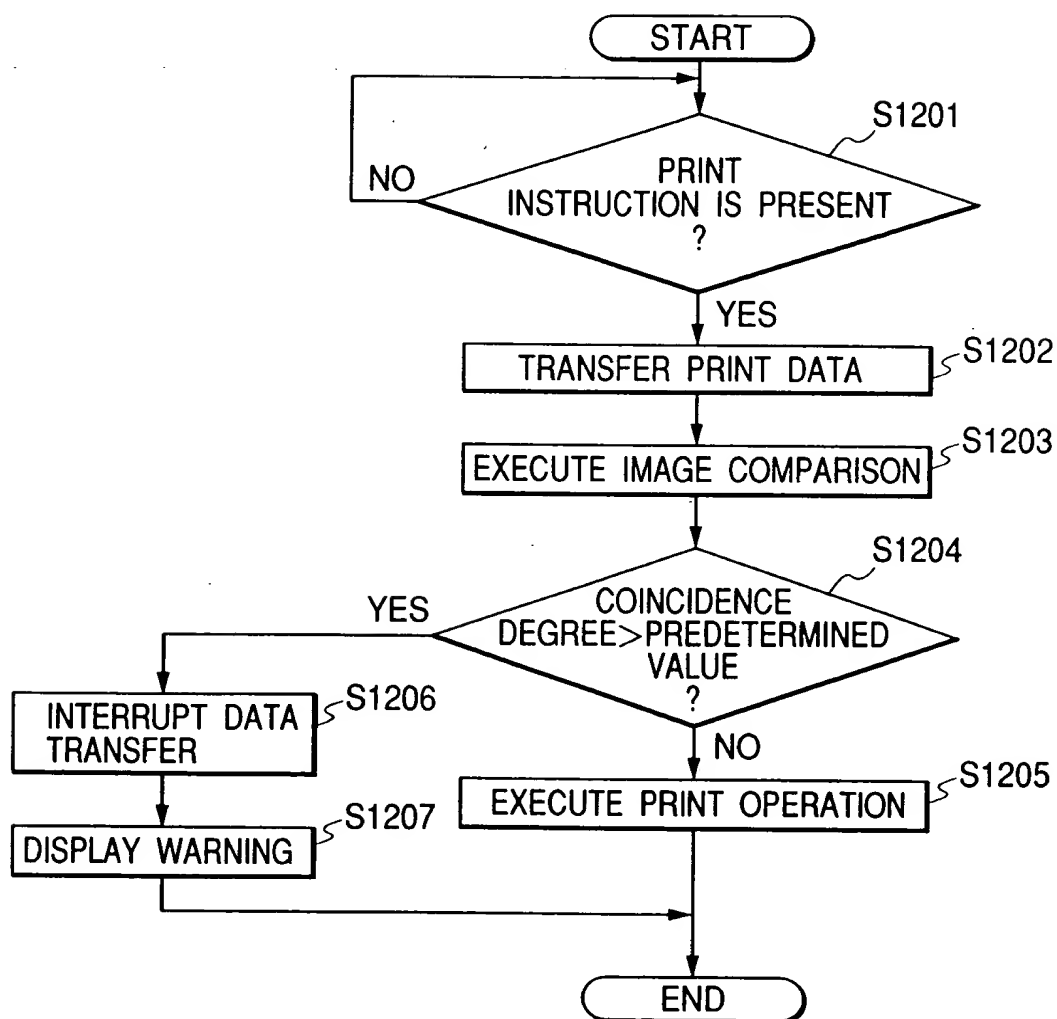 START
S1201
PRINT
INSTRUCTION IS PRESENT
?
NO
YES
TRANSFER PRINT DATA
S1202
EXECUTE IMAGE COMPARISON
S1203
S1204
COINCIDENCE
DEGREE>PREDETERMINED
VALUE
?
YES
NO
INTERRUPT DATA
TRANSFER
S1206
EXECUTE PRINT OPERATION
S1205
DISPLAY WARNING
S1207
END